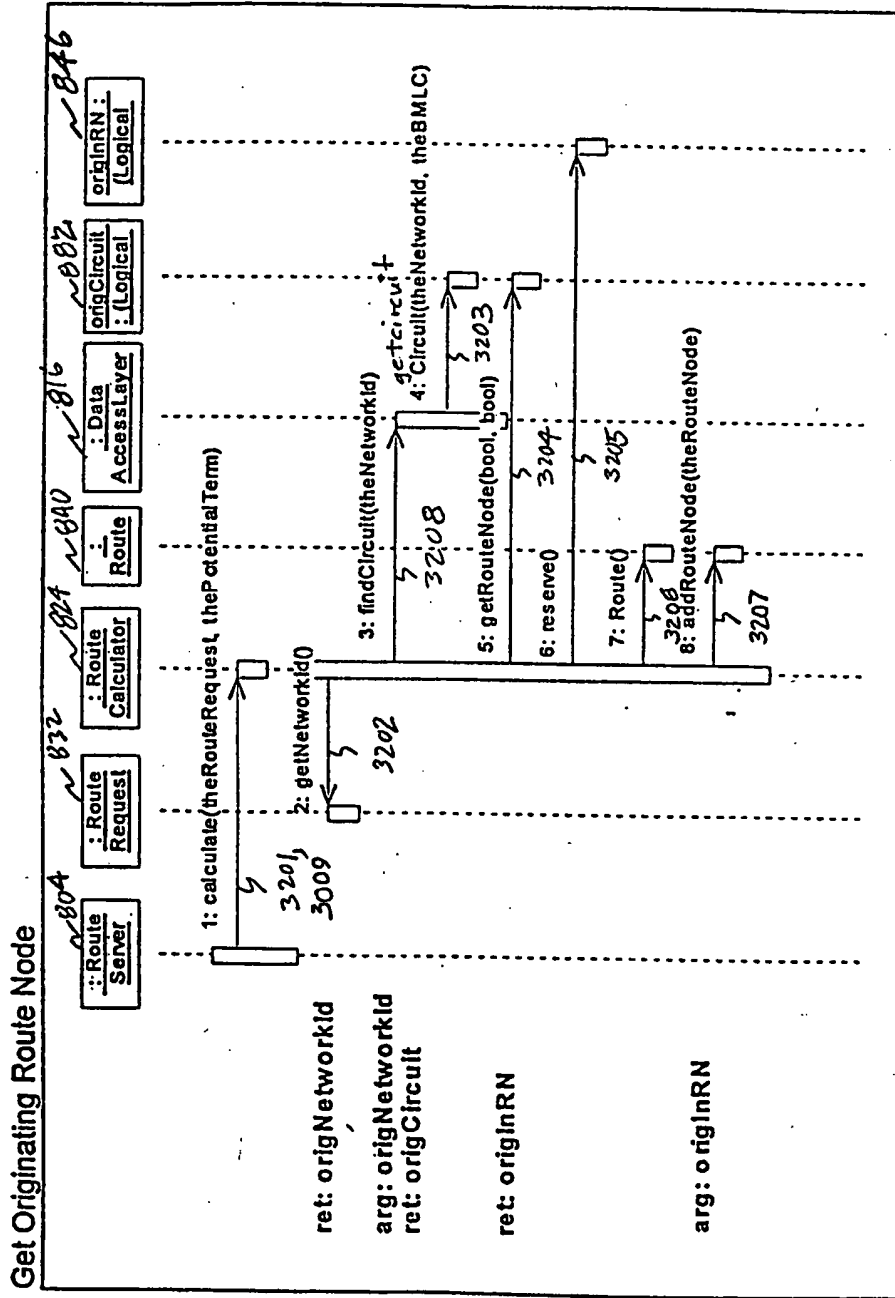 Get Originating Route Node
804
: Route
Server
832
: Route
Request
824
: Route
Calculator
840
:
Route
816
: Data
AccessLayer
882
origCircuit
: (Logical
846
origInRN :
(Logical
1: calculate(theRouteRequest, thePotentialTerm)
3201,
3009
ret: origNetworkId
2: getNetworkId()
3202
arg: origNetworkId
ret: origCircuit
3: findCircuit(theNetworkId)
3208
getcircuit
4: Circuit(theNetworkId, theBMLC)
3203
ret: origInRN
5: getRouteNode(bool, bool)
3204
6: reserve()
3205
7: Route()
3206
arg: origInRN
8: addRouteNode(theRouteNode)
3207